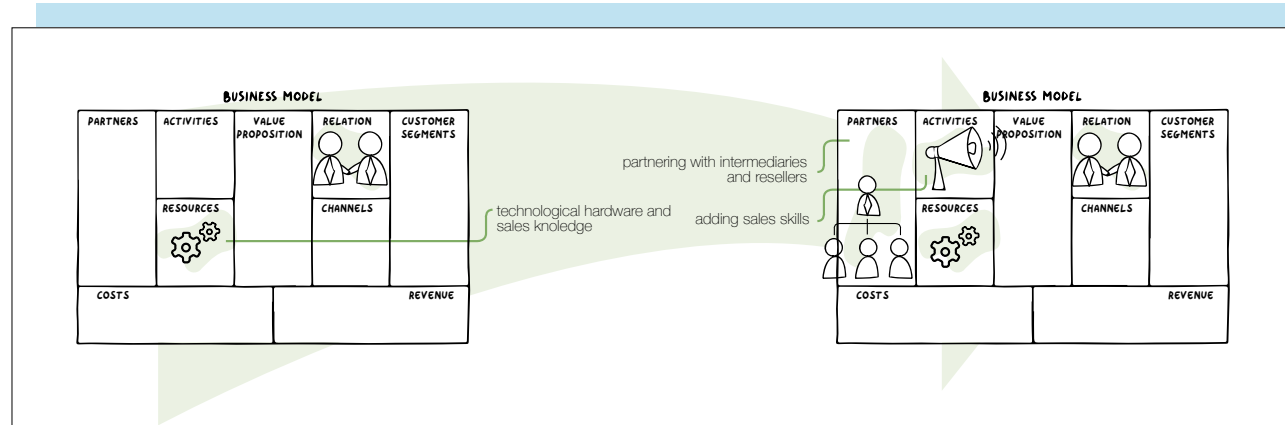 BUSINESS MODEL
PARTNERS
ACTIVITIES
VALUE
PROPOSITION
RELATION
CUSTOMER
SEGMENTS
RESOURCES
CHANNELS
COSTS
REVENUE
technological hardware and
sales knoledge
partnering with intermediaries
and resellers
adding sales skills
BUSINESS MODEL
PARTNERS
ACTIVITIES
VALUE
PROPOSITION
RELATION
CUSTOMER
SEGMENTS
RESOURCES
CHANNELS
COSTS
REVENUE